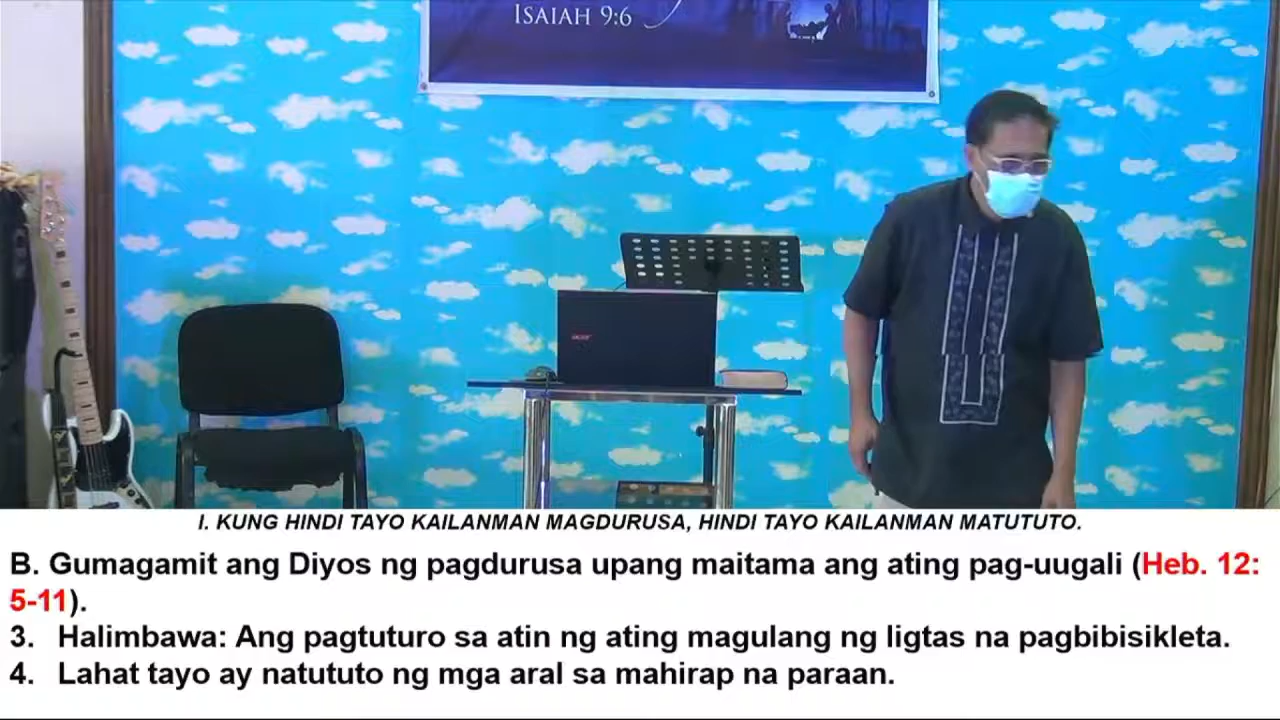 ISAIAH 9:6
acer
I. KUNG HINDI TAYO KAILANMAN MAGDURUSA, HINDI TAYO KAILANMAN MATUTUTO.
B. Gumagamit ang Diyos ng pagdurusa upang maitama ang ating pag-uugali (Heb. 12:
5-11).
3. Halimbawa: Ang pagtuturo sa atin ng ating magulang ng ligtas na pagbibisikleta.
4. Lahat tayo ay natututo ng mga aral sa mahirap na paraan.